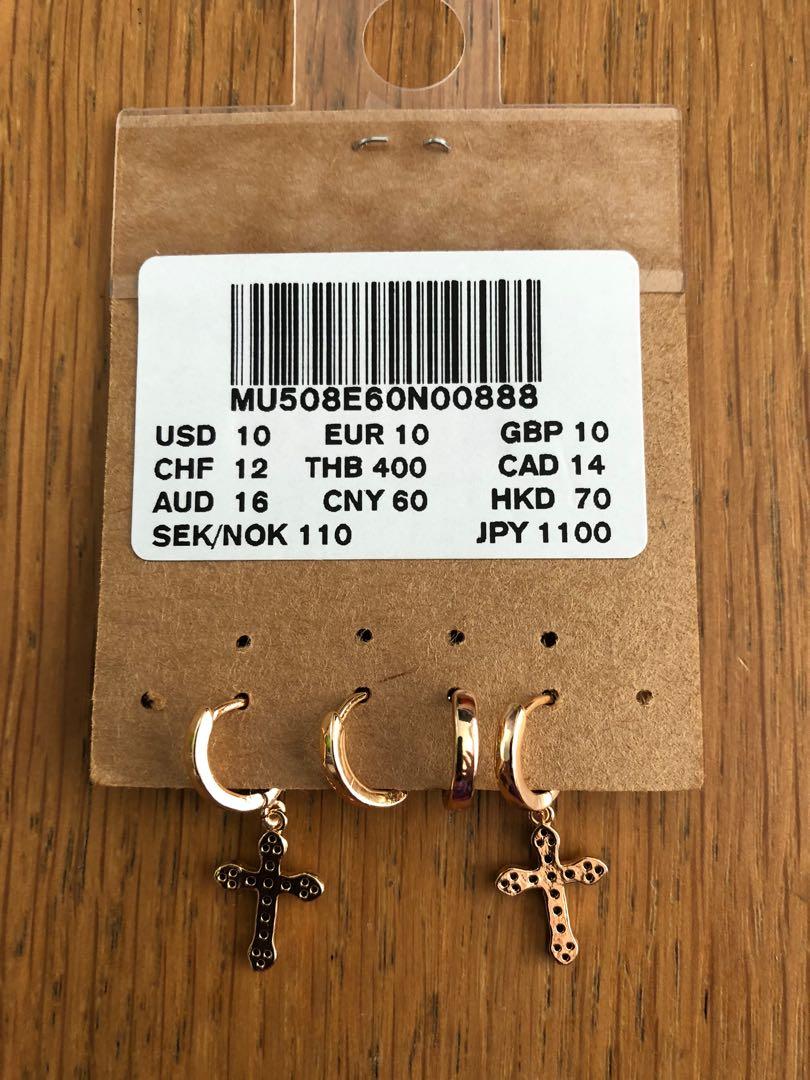 MU508E60N00888
USD 10 EUR 10 GBP 10
CHF 12 THB 400 CAD 14
AUD 16 CNY 60 HKD 70
SEK/NOK 110 JPY 1100